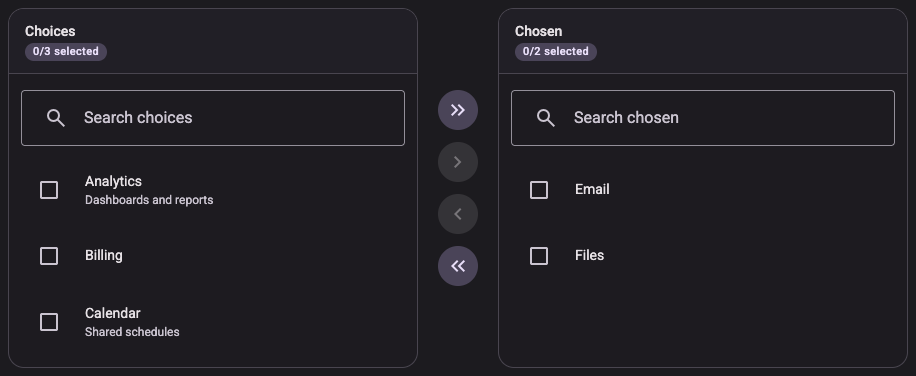 Choices
0/3 selected
Search choices
Analytics
Dashboards and reports
Billing
Calendar
Shared schedules
Chosen
0/2 selected
Search chosen
Email
Files